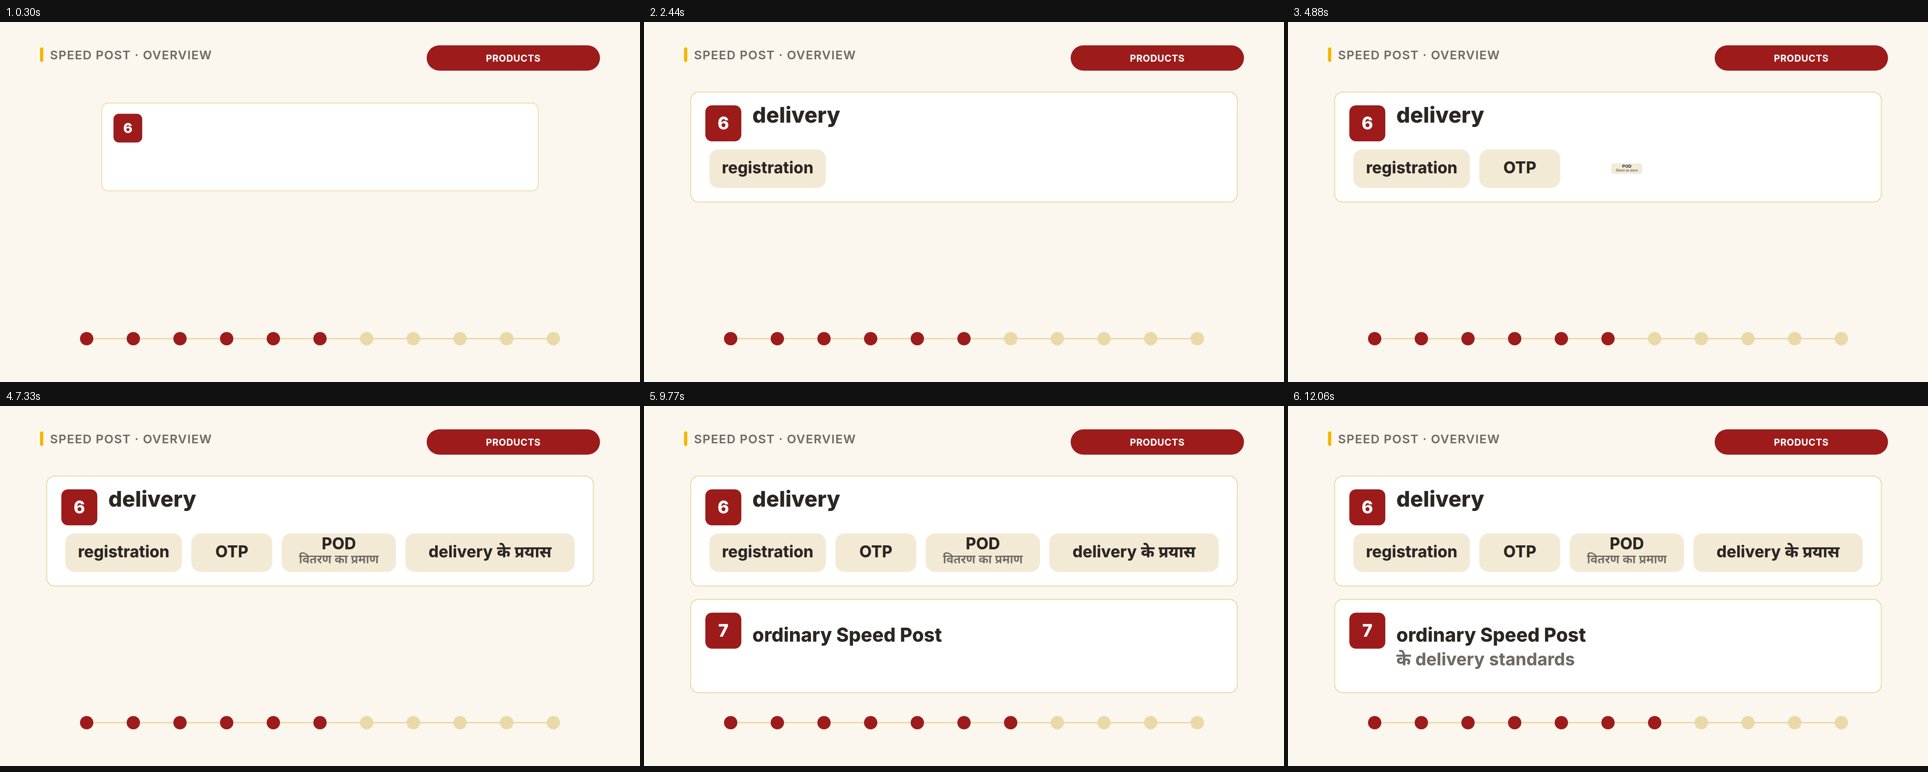 1. 0.30s
SPEED POST · OVERVIEW
PRODUCTS
6
2. 2.44s
SPEED POST · OVERVIEW
PRODUCTS
6
delivery
registration
3. 4.88s
SPEED POST · OVERVIEW
PRODUCTS
6
delivery
registration
OTP
POD
4. 7.33s
SPEED POST · OVERVIEW
PRODUCTS
6
delivery
registration
OTP
POD
वितरण का प्रमाण
delivery के प्रयास
5. 9.77s
SPEED POST · OVERVIEW
PRODUCTS
6
delivery
registration
OTP
POD
वितरण का प्रमाण
delivery के प्रयास
7
ordinary Speed Post
6. 12.06s
SPEED POST · OVERVIEW
PRODUCTS
6
delivery
registration
OTP
POD
वितरण का प्रमाण
delivery के प्रयास
7
ordinary Speed Post
के delivery standards